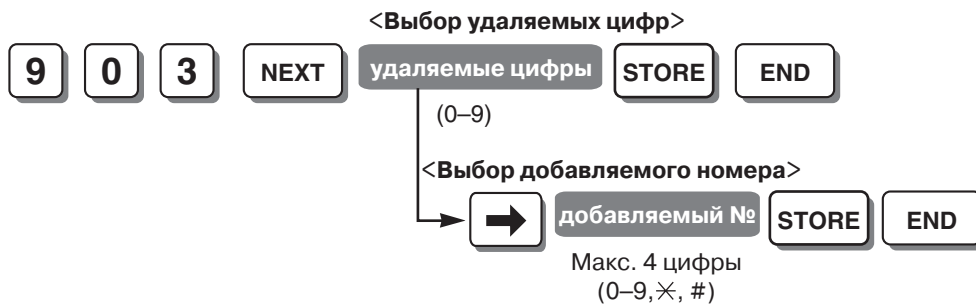 <Выбор удаляемых цифр>
9 0 3 NEXT удаляемые цифры STORE END
(0–9)
<Выбор добавляемого номера>
➡ добавляемый № STORE END
Макс. 4 цифры
(0–9,✳, #)